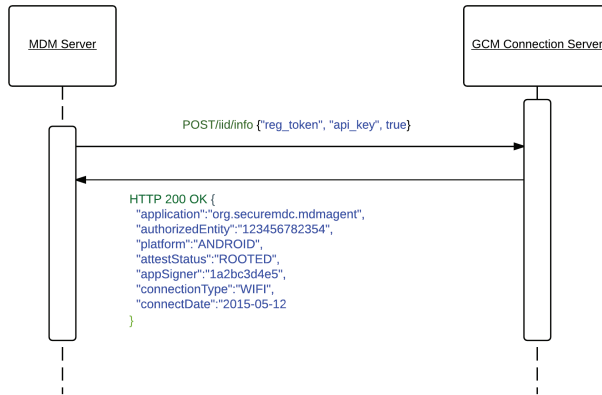 MDM Server
GCM Connection Server
POST/iid/info {"reg_token", "api_key", true}
HTTP 200 OK {
"application":"org.securemdc.mdmagent",
"authorizedEntity":"123456782354",
"platform":"ANDROID",
"attestStatus":"ROOTED",
"appSigner":"1a2bc3d4e5",
"connectionType":"WIFI",
"connectDate":"2015-05-12
}